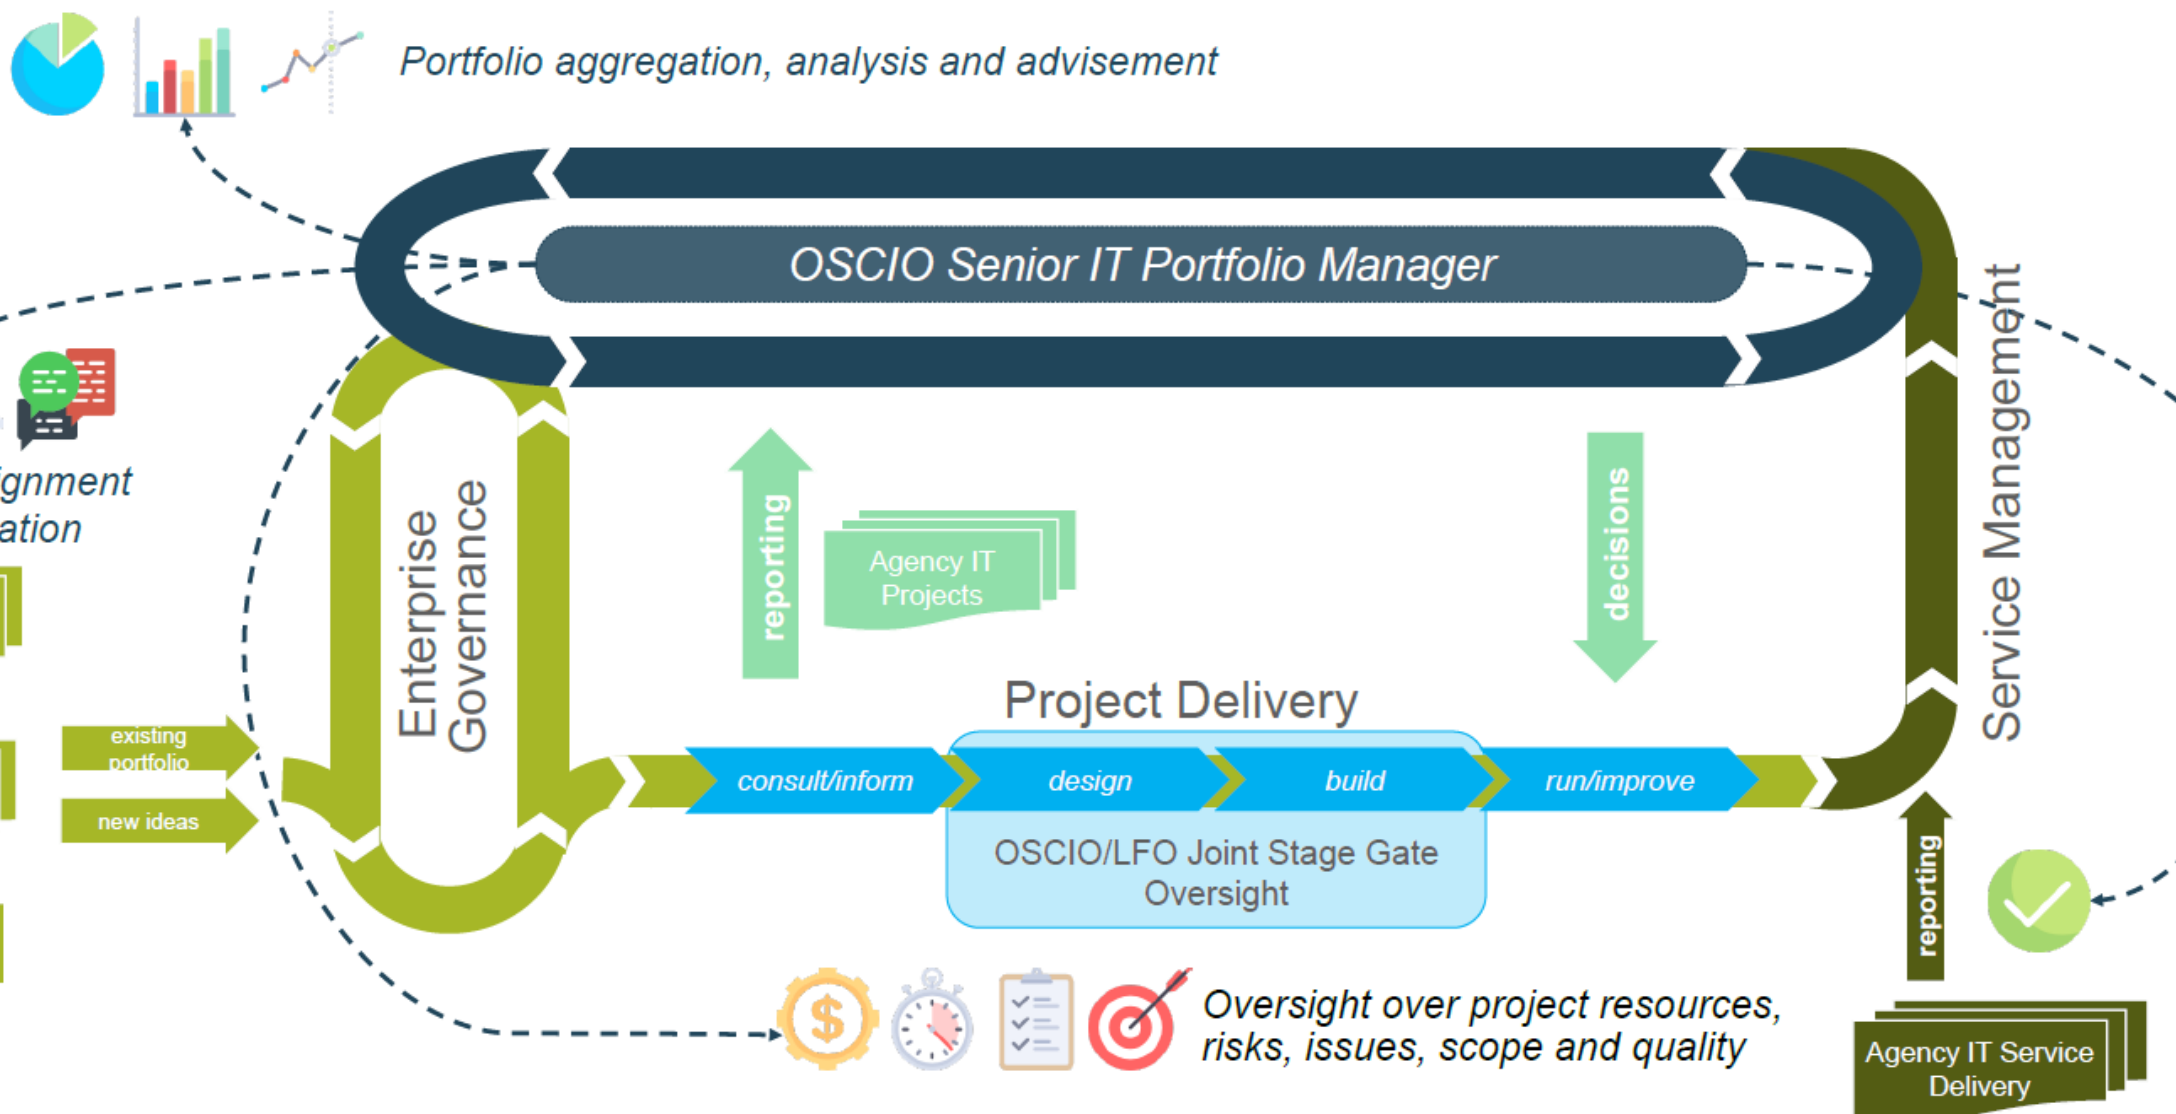 Portfolio aggregation, analysis and advisement
OSCIO Senior IT Portfolio Manager
Enterprise
Governance
reporting
Agency IT
Projects
decisions
Service Management
existing
portfolio
new ideas
Project Delivery
consult/inform
design
build
run/improve
OSCIO/LFO Joint Stage Gate
Oversight
reporting
Oversight over project resources,
risks, issues, scope and quality
Agency IT Service
Delivery